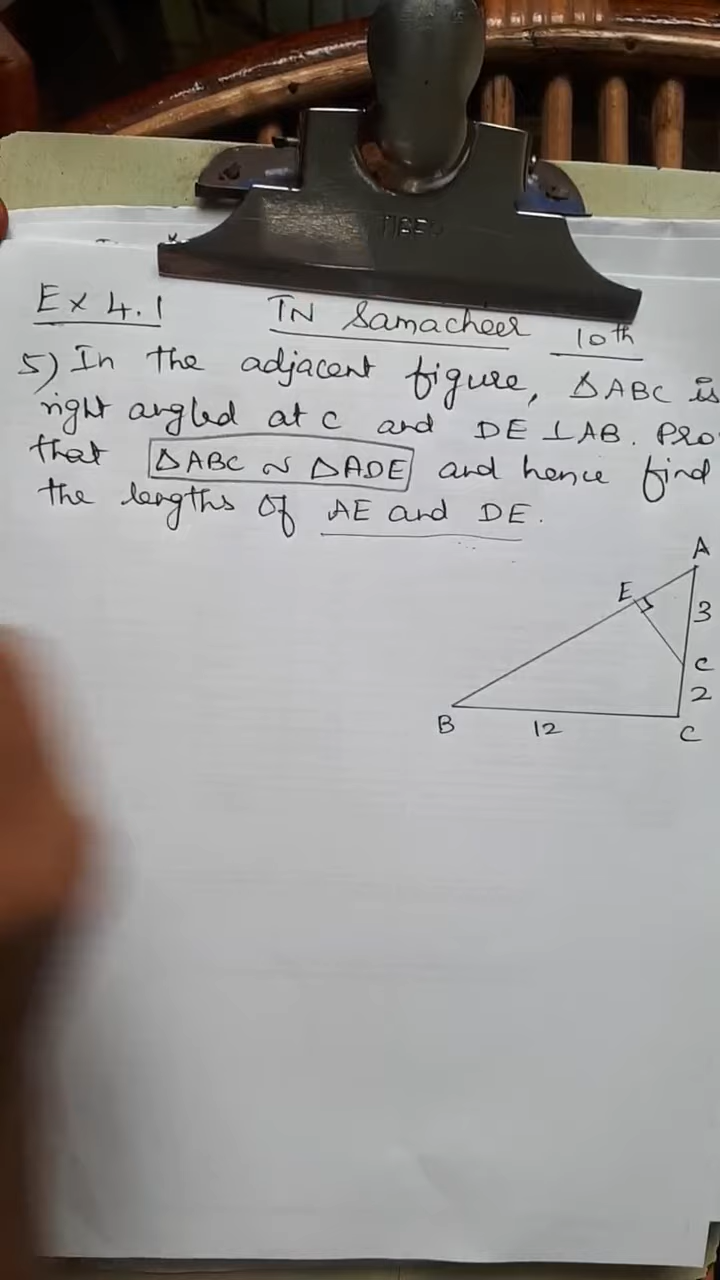 Ex 4.1 TN Samacheer 10th
5) In the adjacent figure, ΔABC is
right angled at C and DE ⊥ AB. Pro
that ΔABC ~ ΔADE and hence find
the lengths of AE and DE.
A
E
3
C
2
B 12 C